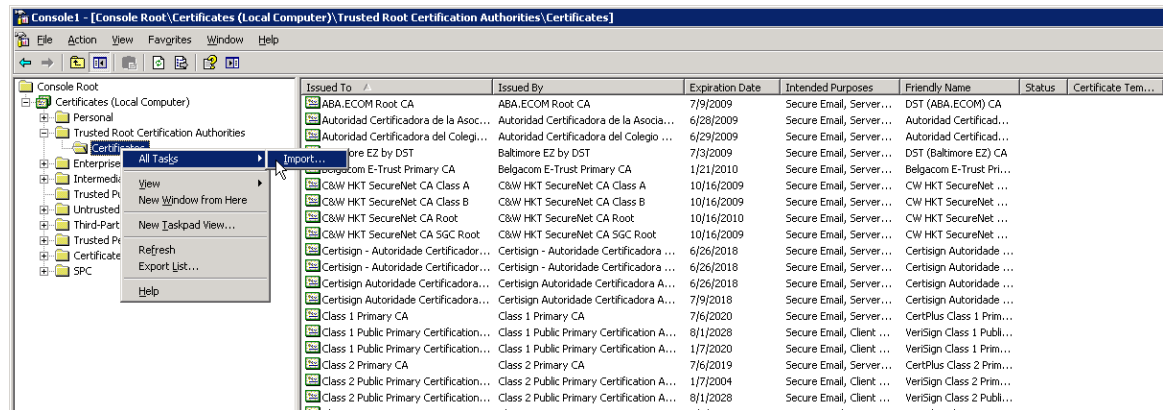 Console1 - [Console Root\Certificates (Local Computer)\Trusted Root Certification Authorities\Certificates]
File Action View Favorites Window Help
Console Root
Certificates (Local Computer)
Personal
Trusted Root Certification Authorities
Certificates
Enterprise
Intermedia
Trusted Pu
Untrusted
Third-Part
Trusted Pe
Certificate
SPC
All Tasks
View
New Window from Here
New Taskpad View...
Refresh
Export List...
Help
Import...
Issued To Issued By Expiration Date Intended Purposes Friendly Name Status Certificate Tem...
ABA.ECOM Root CA ABA.ECOM Root CA 7/9/2009 Secure Email, Server... DST (ABA.ECOM) CA
Autoridad Certificadora de la Asoc... Autoridad Certificadora de la Asocia... 6/28/2009 Secure Email, Server... Autoridad Certificad...
Autoridad Certificadora del Colegi... Autoridad Certificadora del Colegio ... 6/29/2009 Secure Email, Server... Autoridad Certificad...
ore EZ by DST Baltimore EZ by DST 7/3/2009 Secure Email, Server... DST (Baltimore EZ) CA
Belgacom E-Trust Primary CA Belgacom E-Trust Primary CA 1/21/2010 Secure Email, Server... Belgacom E-Trust Pri...
C&W HKT SecureNet CA Class A C&W HKT SecureNet CA Class A 10/16/2009 Secure Email, Server... CW HKT SecureNet ...
C&W HKT SecureNet CA Class B C&W HKT SecureNet CA Class B 10/16/2009 Secure Email, Server... CW HKT SecureNet ...
C&W HKT SecureNet CA Root C&W HKT SecureNet CA Root 10/16/2010 Secure Email, Server... CW HKT SecureNet ...
C&W HKT SecureNet CA SGC Root C&W HKT SecureNet CA SGC Root 10/16/2009 Secure Email, Server... CW HKT SecureNet ...
Certisign - Autoridade Certificador... Certisign - Autoridade Certificadora ... 6/26/2018 Secure Email, Server... Certisign Autoridade ...
Certisign - Autoridade Certificador... Certisign - Autoridade Certificadora ... 6/26/2018 Secure Email, Server... Certisign Autoridade ...
Certisign Autoridade Certificadora... Certisign Autoridade Certificadora A... 6/26/2018 Secure Email, Server... Certisign Autoridade ...
Certisign Autoridade Certificadora... Certisign Autoridade Certificadora A... 7/9/2018 Secure Email, Server... Certisign Autoridade ...
Class 1 Primary CA Class 1 Primary CA 7/6/2020 Secure Email, Server... CertPlus Class 1 Prim...
Class 1 Public Primary Certification... Class 1 Public Primary Certification A... 8/1/2028 Secure Email, Client ... VeriSign Class 1 Publi...
Class 1 Public Primary Certification... Class 1 Public Primary Certification A... 1/7/2020 Secure Email, Client ... VeriSign Class 1 Prim...
Class 2 Primary CA Class 2 Primary CA 7/6/2019 Secure Email, Server... CertPlus Class 2 Prim...
Class 2 Public Primary Certification... Class 2 Public Primary Certification A... 1/7/2004 Secure Email, Client ... VeriSign Class 2 Prim...
Class 2 Public Primary Certification... Class 2 Public Primary Certification A... 8/1/2028 Secure Email, Client ... VeriSign Class 2 Publi...